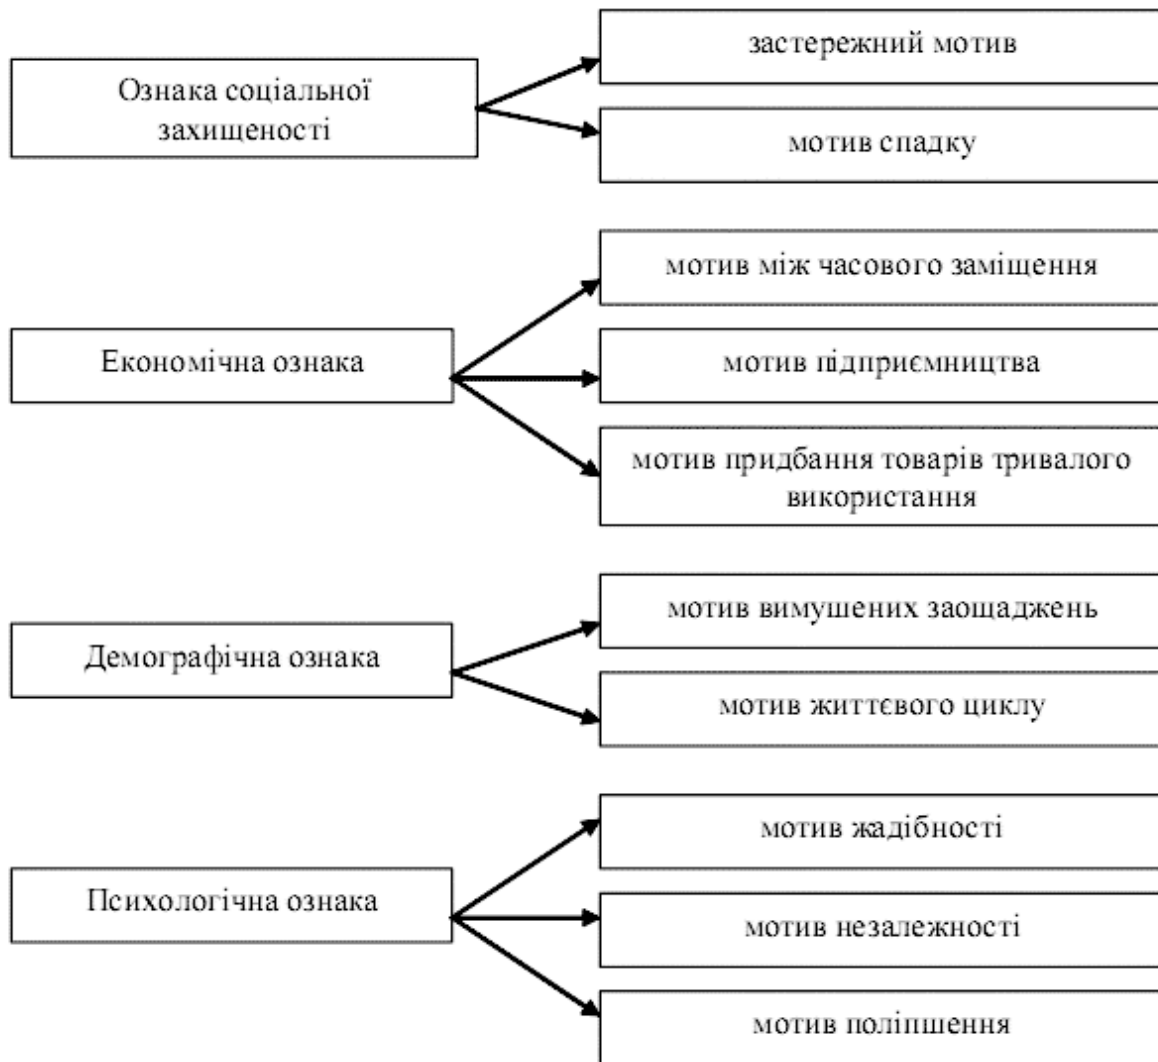 Ознака соціальної
захищеності
застережний мотив
мотив спадку
Економічна ознака
мотив між часового заміщення
мотив підприємництва
мотив придбання товарів тривалого
використання
Демографічна ознака
мотив вимушених заощаджень
мотив життєвого циклу
Психологічна ознака
мотив жадібності
мотив незалежності
мотив поліпшення